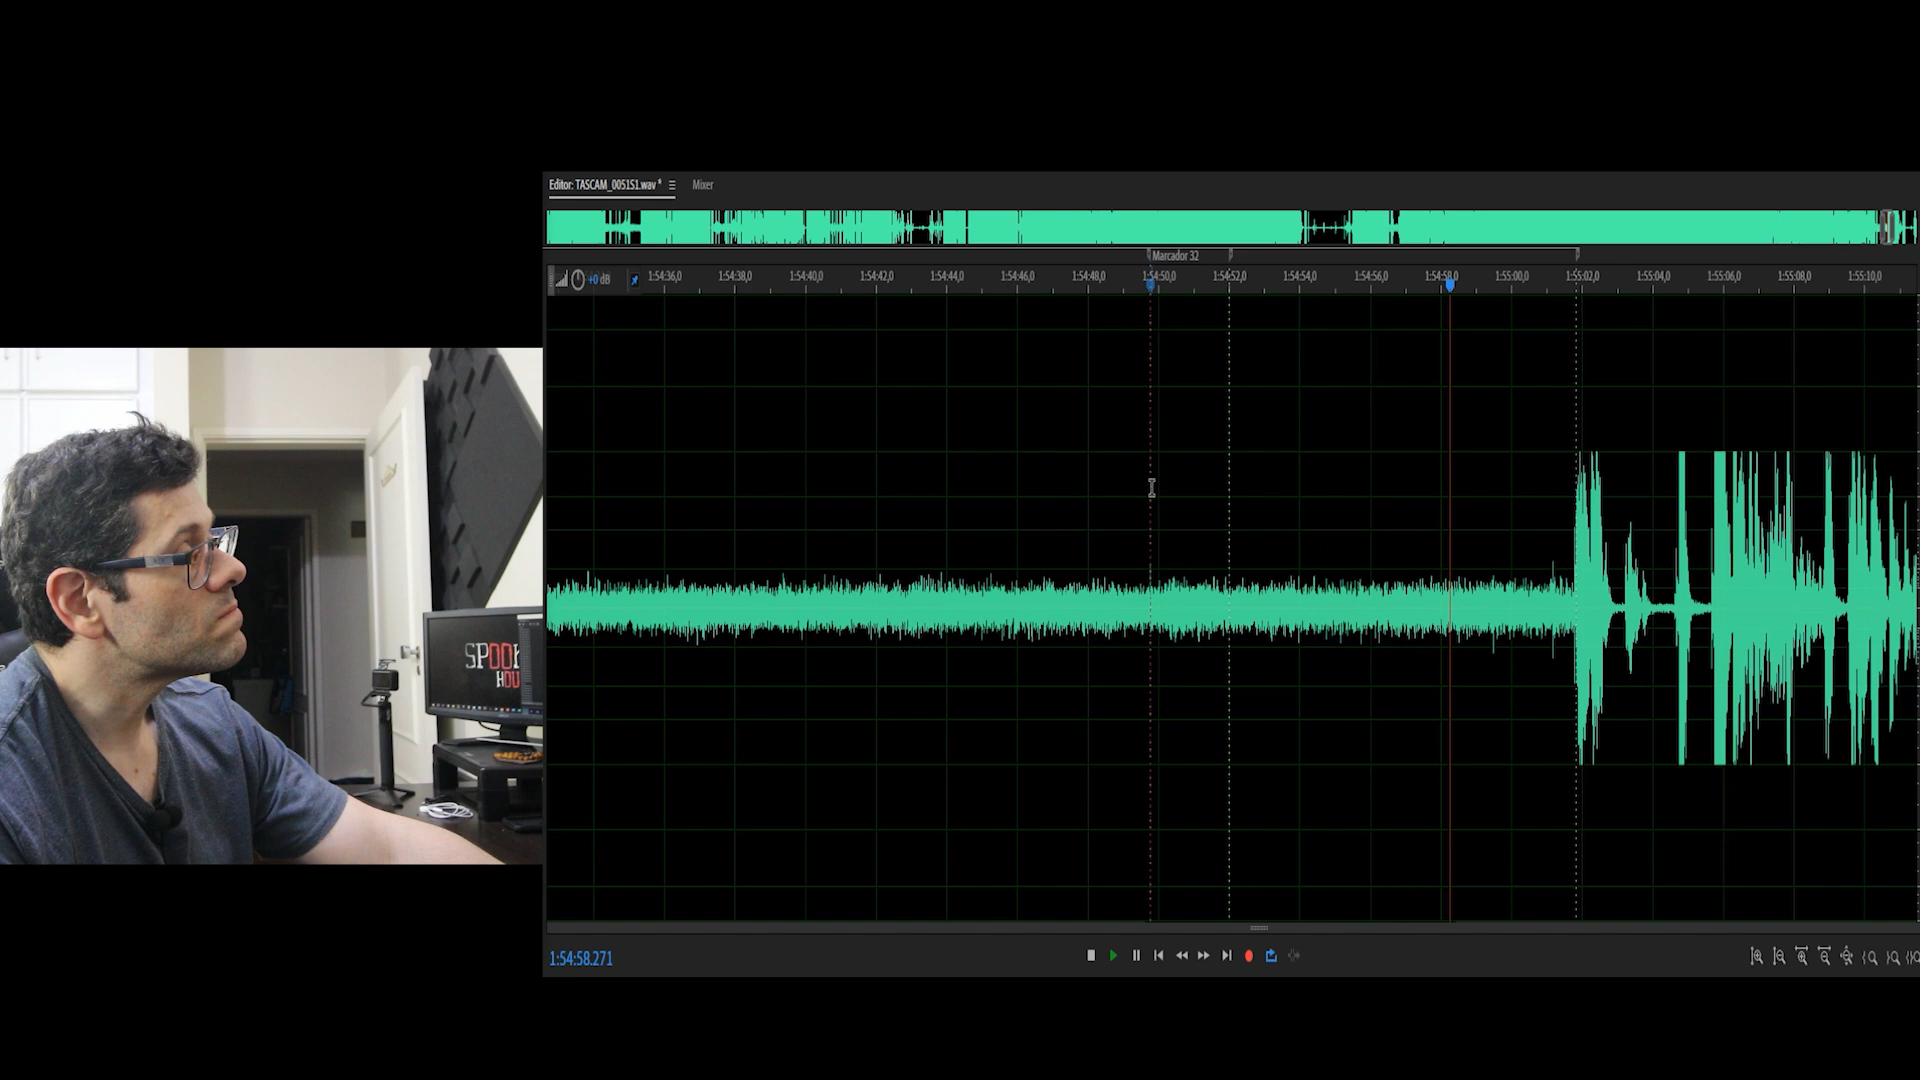 Editor: TASCAM_0051S1.wav * Mixer
Marcador 32
+0 dB
1:54:36,0 1:54:38,0 1:54:40,0 1:54:42,0 1:54:44,0 1:54:46,0 1:54:48,0 1:54:50,0 1:54:52,0 1:54:54,0 1:54:56,0 1:54:58,0 1:55:00,0 1:55:02,0 1:55:04,0 1:55:06,0 1:55:08,0 1:55:10,0
1:54:58.271